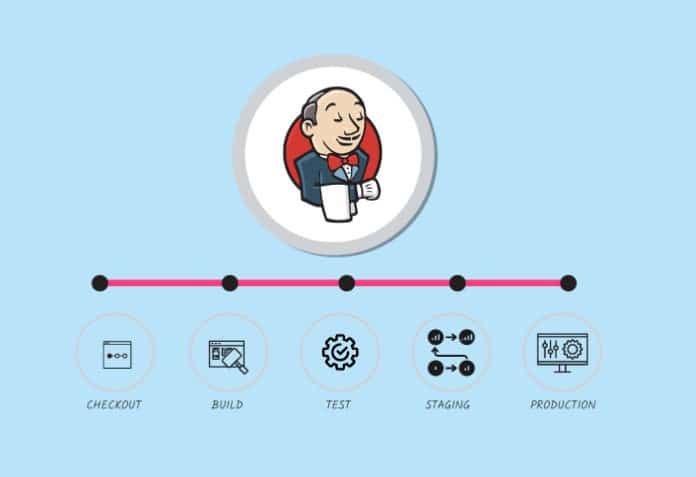 CHECKOUT
BUILD
TEST
STAGING
PRODUCTION